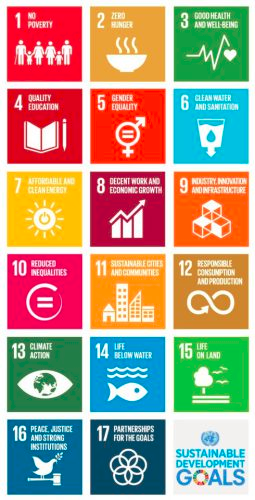 1 NO
POVERTY
2 ZERO
HUNGER
3 GOOD HEALTH
AND WELL-BEING
4 QUALITY
EDUCATION
5 GENDER
EQUALITY
6 CLEAN WATER
AND SANITATION
7 AFFORDABLE AND
CLEAN ENERGY
8 DECENT WORK AND
ECONOMIC GROWTH
9 INDUSTRY, INNOVATION
AND INFRASTRUCTURE
10 REDUCED
INEQUALITIES
11 SUSTAINABLE CITIES
AND COMMUNITIES
12 RESPONSIBLE
CONSUMPTION
AND PRODUCTION
13 CLIMATE
ACTION
14 LIFE
BELOW WATER
15 LIFE
ON LAND
16 PEACE, JUSTICE
AND STRONG
INSTITUTIONS
17 PARTNERSHIPS
FOR THE GOALS
SUSTAINABLE
DEVELOPMENT
GOALS